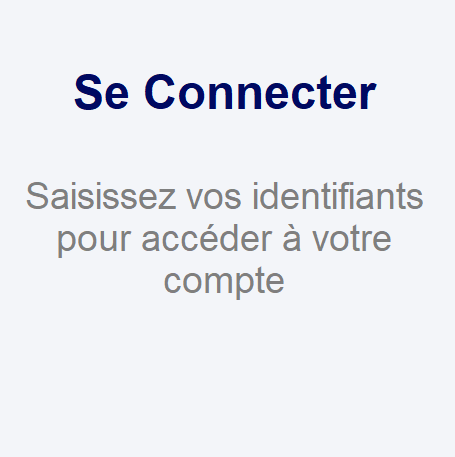 Se Connecter
Saisissez vos identifiants
pour accéder à votre
compte